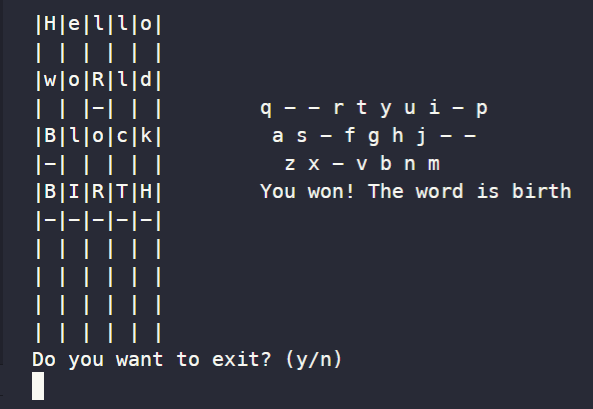 |H|e|l|l|o|
| | | | | |
|w|o|R|l|d|
| | |-| | |        q - - r t y u i - p
|B|l|o|c|k|         a s - f g h j - -
|-| | | | |          z x - v b n m
|B|I|R|T|H|        You won! The word is birth
|-|-|-|-|-|
| | | | | |
| | | | | |
| | | | | |
| | | | | |
Do you want to exit? (y/n)